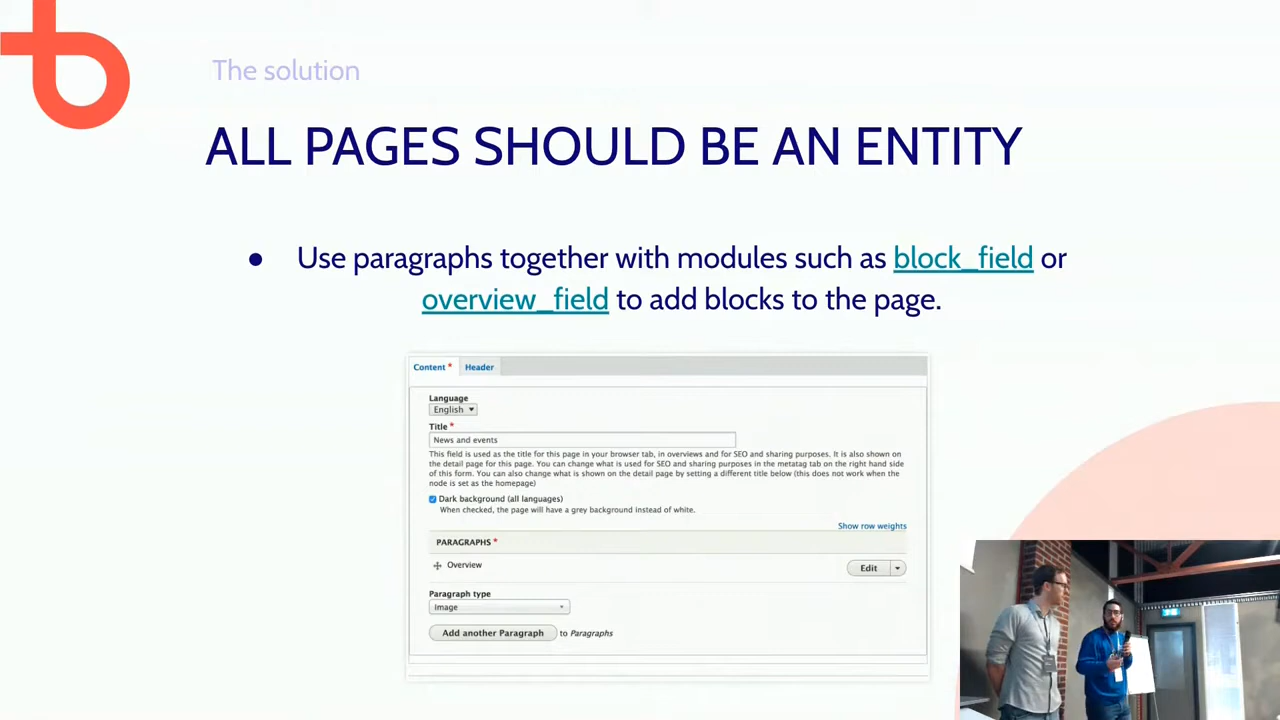 The solution
ALL PAGES SHOULD BE AN ENTITY
● Use paragraphs together with modules such as block_field or
overview_field to add blocks to the page.
Content * Header
Language
English
Title *
News and events
This field is used as the title for this page in your browser tab, in overviews and for SEO and sharing purposes. It is also shown on
the detail page for this page. You can change what is used for SEO and sharing purposes in the metatag tab on the right hand side
of this form. You can also change what is shown on the detail page by setting a different title below (this does not work when the
node is set as the homepage)
Dark background (all languages)
When checked, the page will have a grey background instead of white.
Show row weights
PARAGRAPHS *
Overview
Edit
Paragraph type
Image
Add another Paragraph to Paragraphs